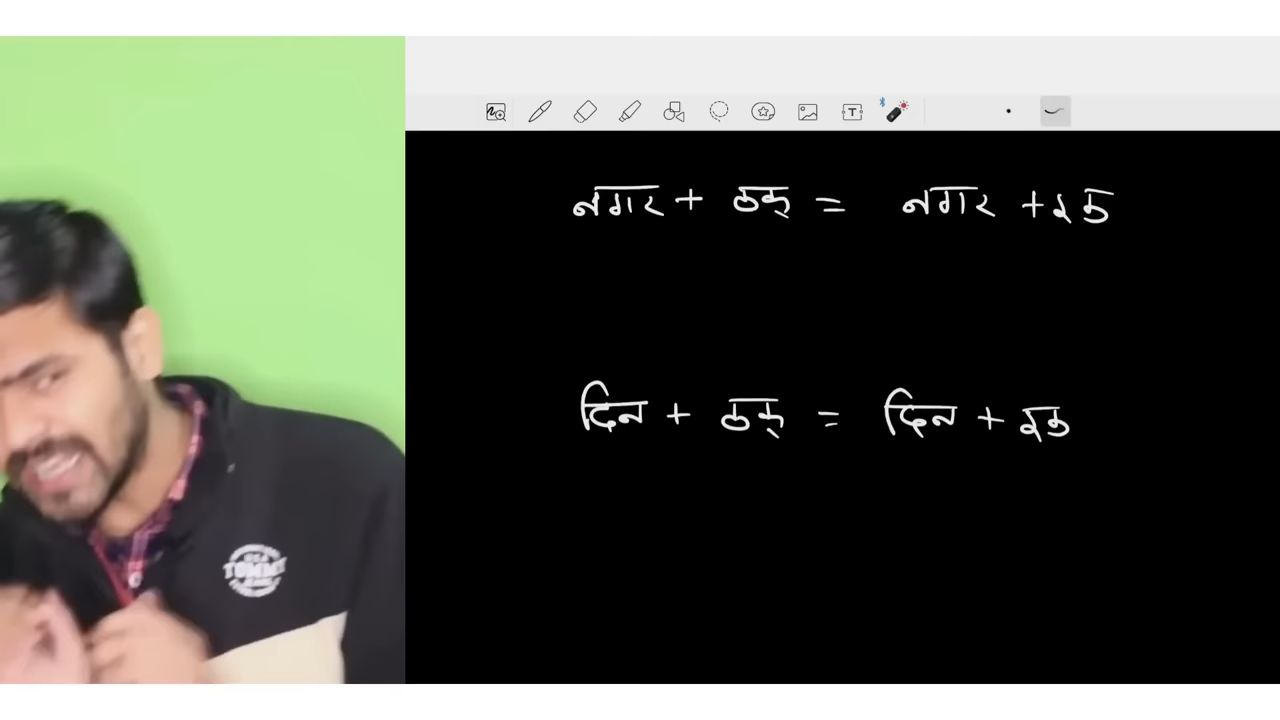 नगर + ठक् = नगर + इक
दिन + ठक् = दिन + इक
TOMMY